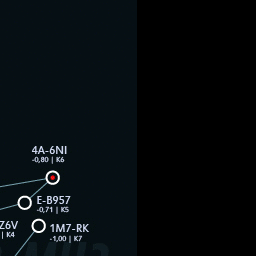 4A-6NI
-0,80 | K6
E-B957
-0,71 | K5
Z6V
| K4
1M7-RK
-1,00 | K7